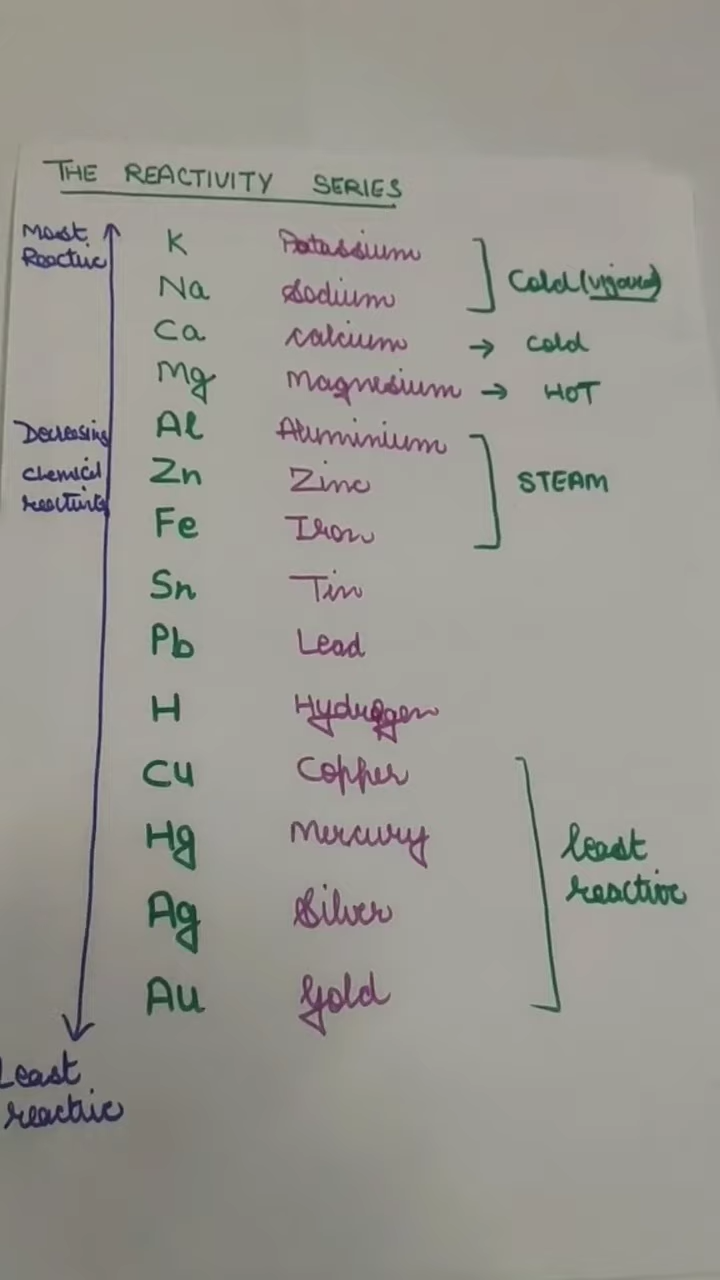 THE REACTIVITY SERIES
Most
Reactive
K Potassium
Na Sodium
Cold (vigorous)
Ca Calcium → Cold
Mg Magnesium → HOT
Decreasing
chemical
Al Aluminium
Zn Zinc
Fe Iron
STEAM
Sn Tin
Pb Lead
H Hydrogen
Cu Copper
Hg Mercury
Ag Silver
Au Gold
least
reactive
Least
reactive